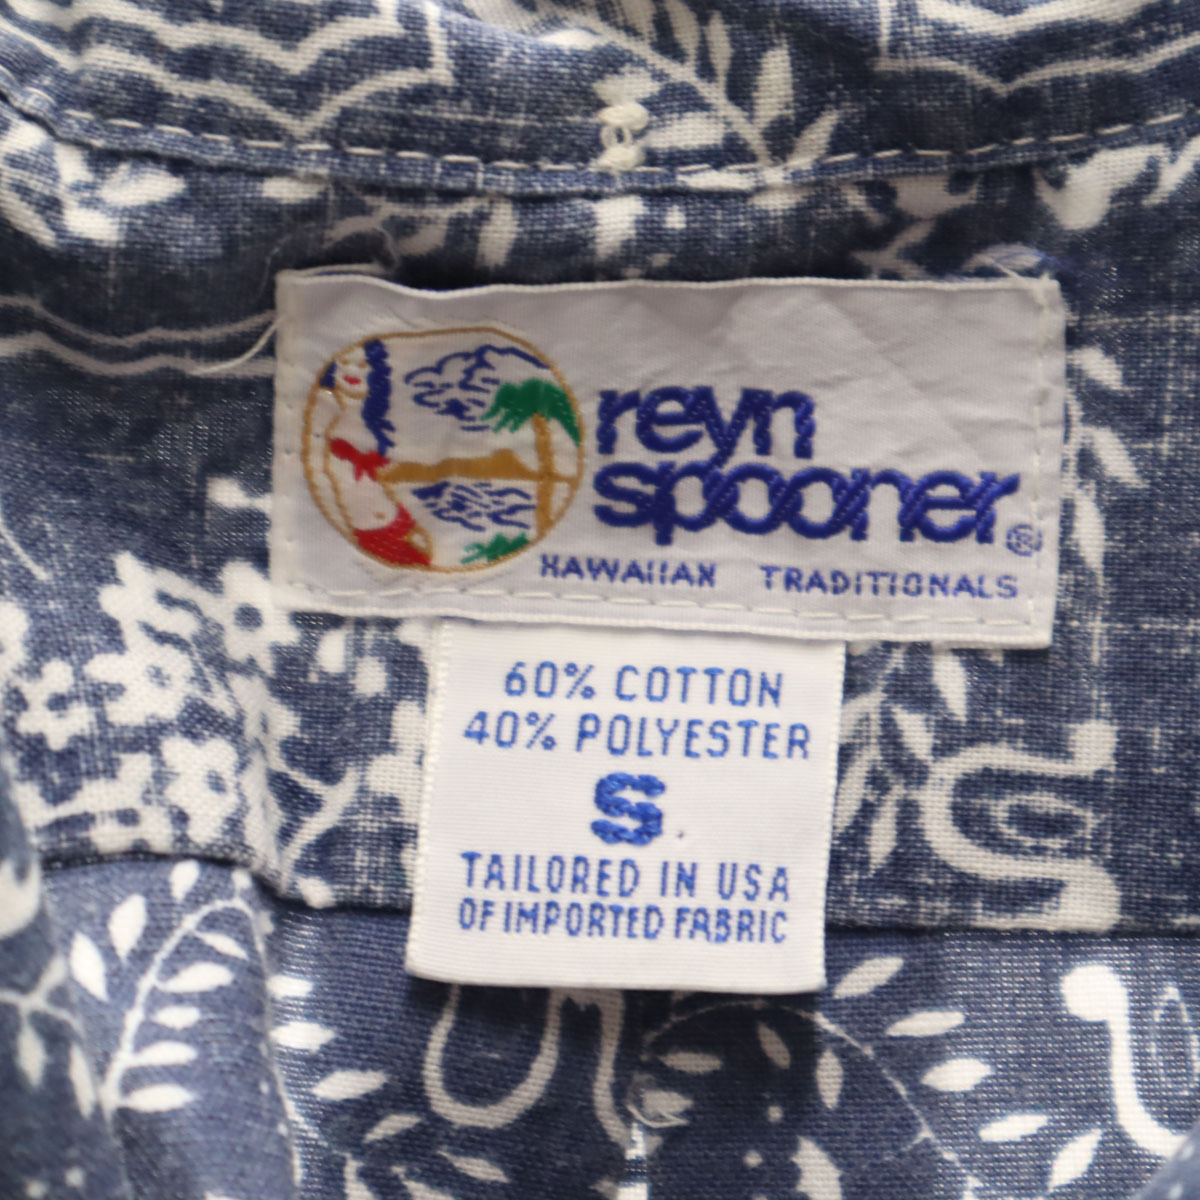 reyn
spooner®
HAWAIIAN TRADITIONALS
60% COTTON
40% POLYESTER
S
TAILORED IN USA
OF IMPORTED FABRIC